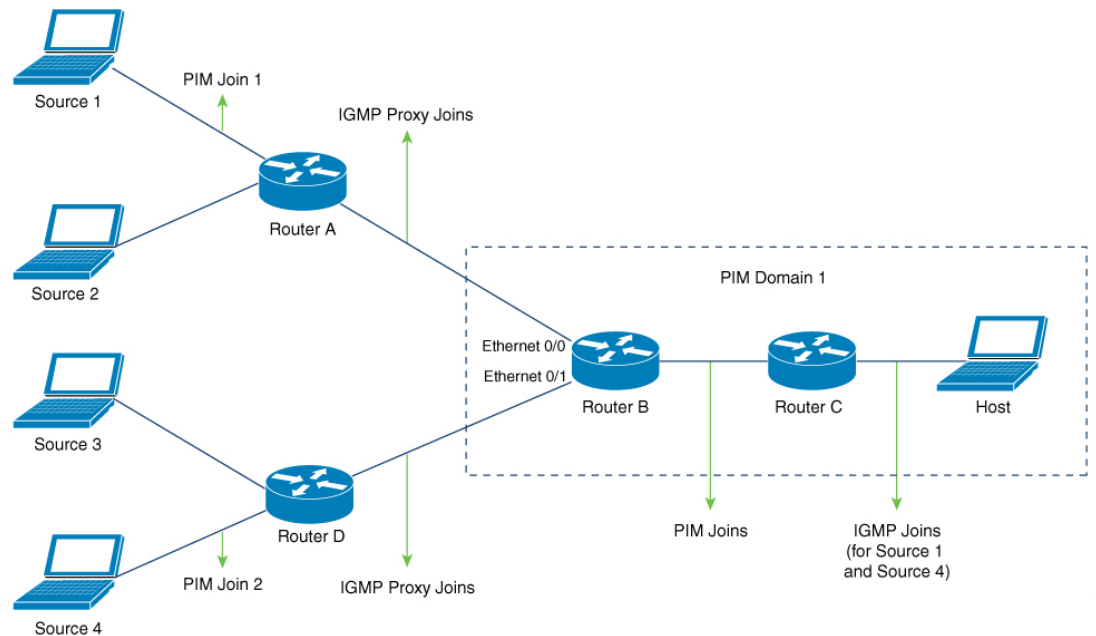 PIM Join 1
Source 1
IGMP Proxy Joins
Router A
Source 2
PIM Domain 1
Ethernet 0/0
Ethernet 0/1
Router B
Router C
Host
Source 3
Router D
PIM Join 2
IGMP Proxy Joins
PIM Joins
IGMP Joins
(for Source 1
and Source 4)
Source 4